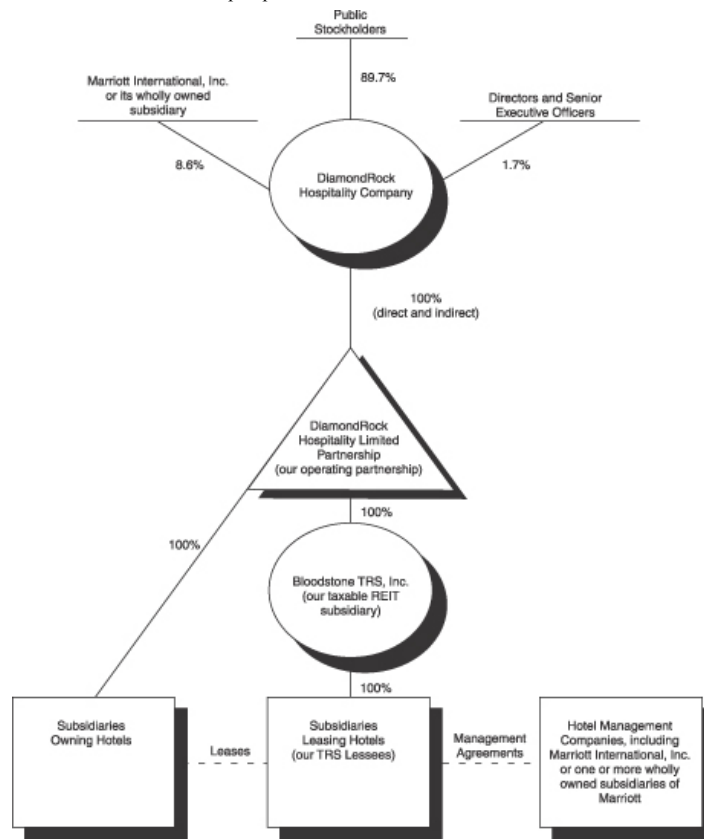 Public
Stockholders
89.7%
Marriott International, Inc.
or its wholly owned
subsidiary
8.6%
Directors and Senior
Executive Officers
1.7%
DiamondRock
Hospitality Company
100%
(direct and indirect)
DiamondRock
Hospitality Limited
Partnership
(our operating partnership)
100%
100%
Bloodstone TRS, Inc.
(our taxable REIT
subsidiary)
100%
Subsidiaries
Owning Hotels
Leases
Subsidiaries
Leasing Hotels
(our TRS Lessees)
Management
Agreements
Hotel Management
Companies, including
Marriott International, Inc.
or one or more wholly
owned subsidiaries of
Marriott